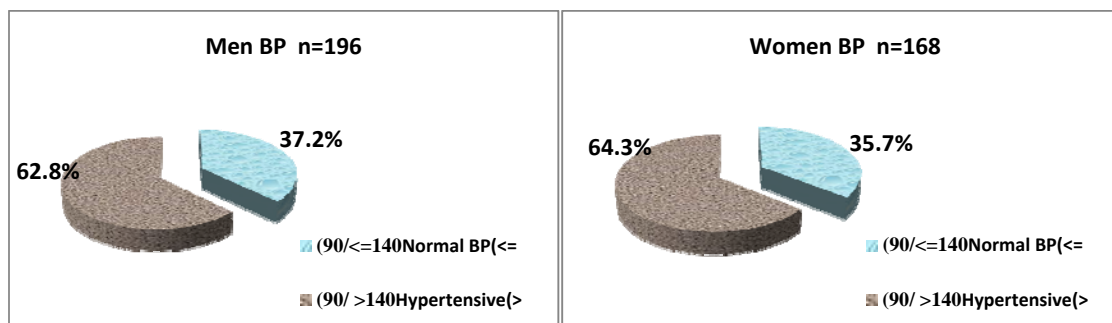 Men BP n=196
37.2%
62.8%
(90/<=140Normal BP(<=
(90/ >140Hypertensive(>
Women BP n=168
35.7%
64.3%
(90/<=140Normal BP(<=
(90/ >140Hypertensive(>